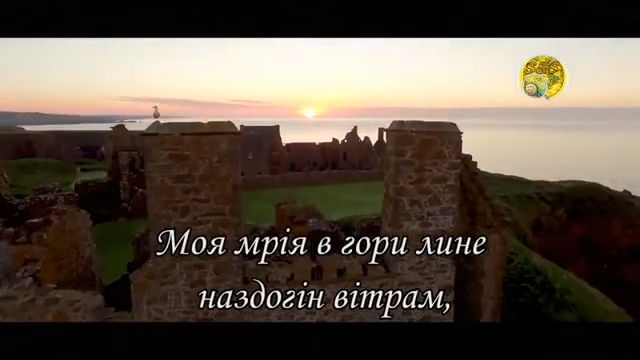 Моя мрія в гори лине
наздогін вітрам,